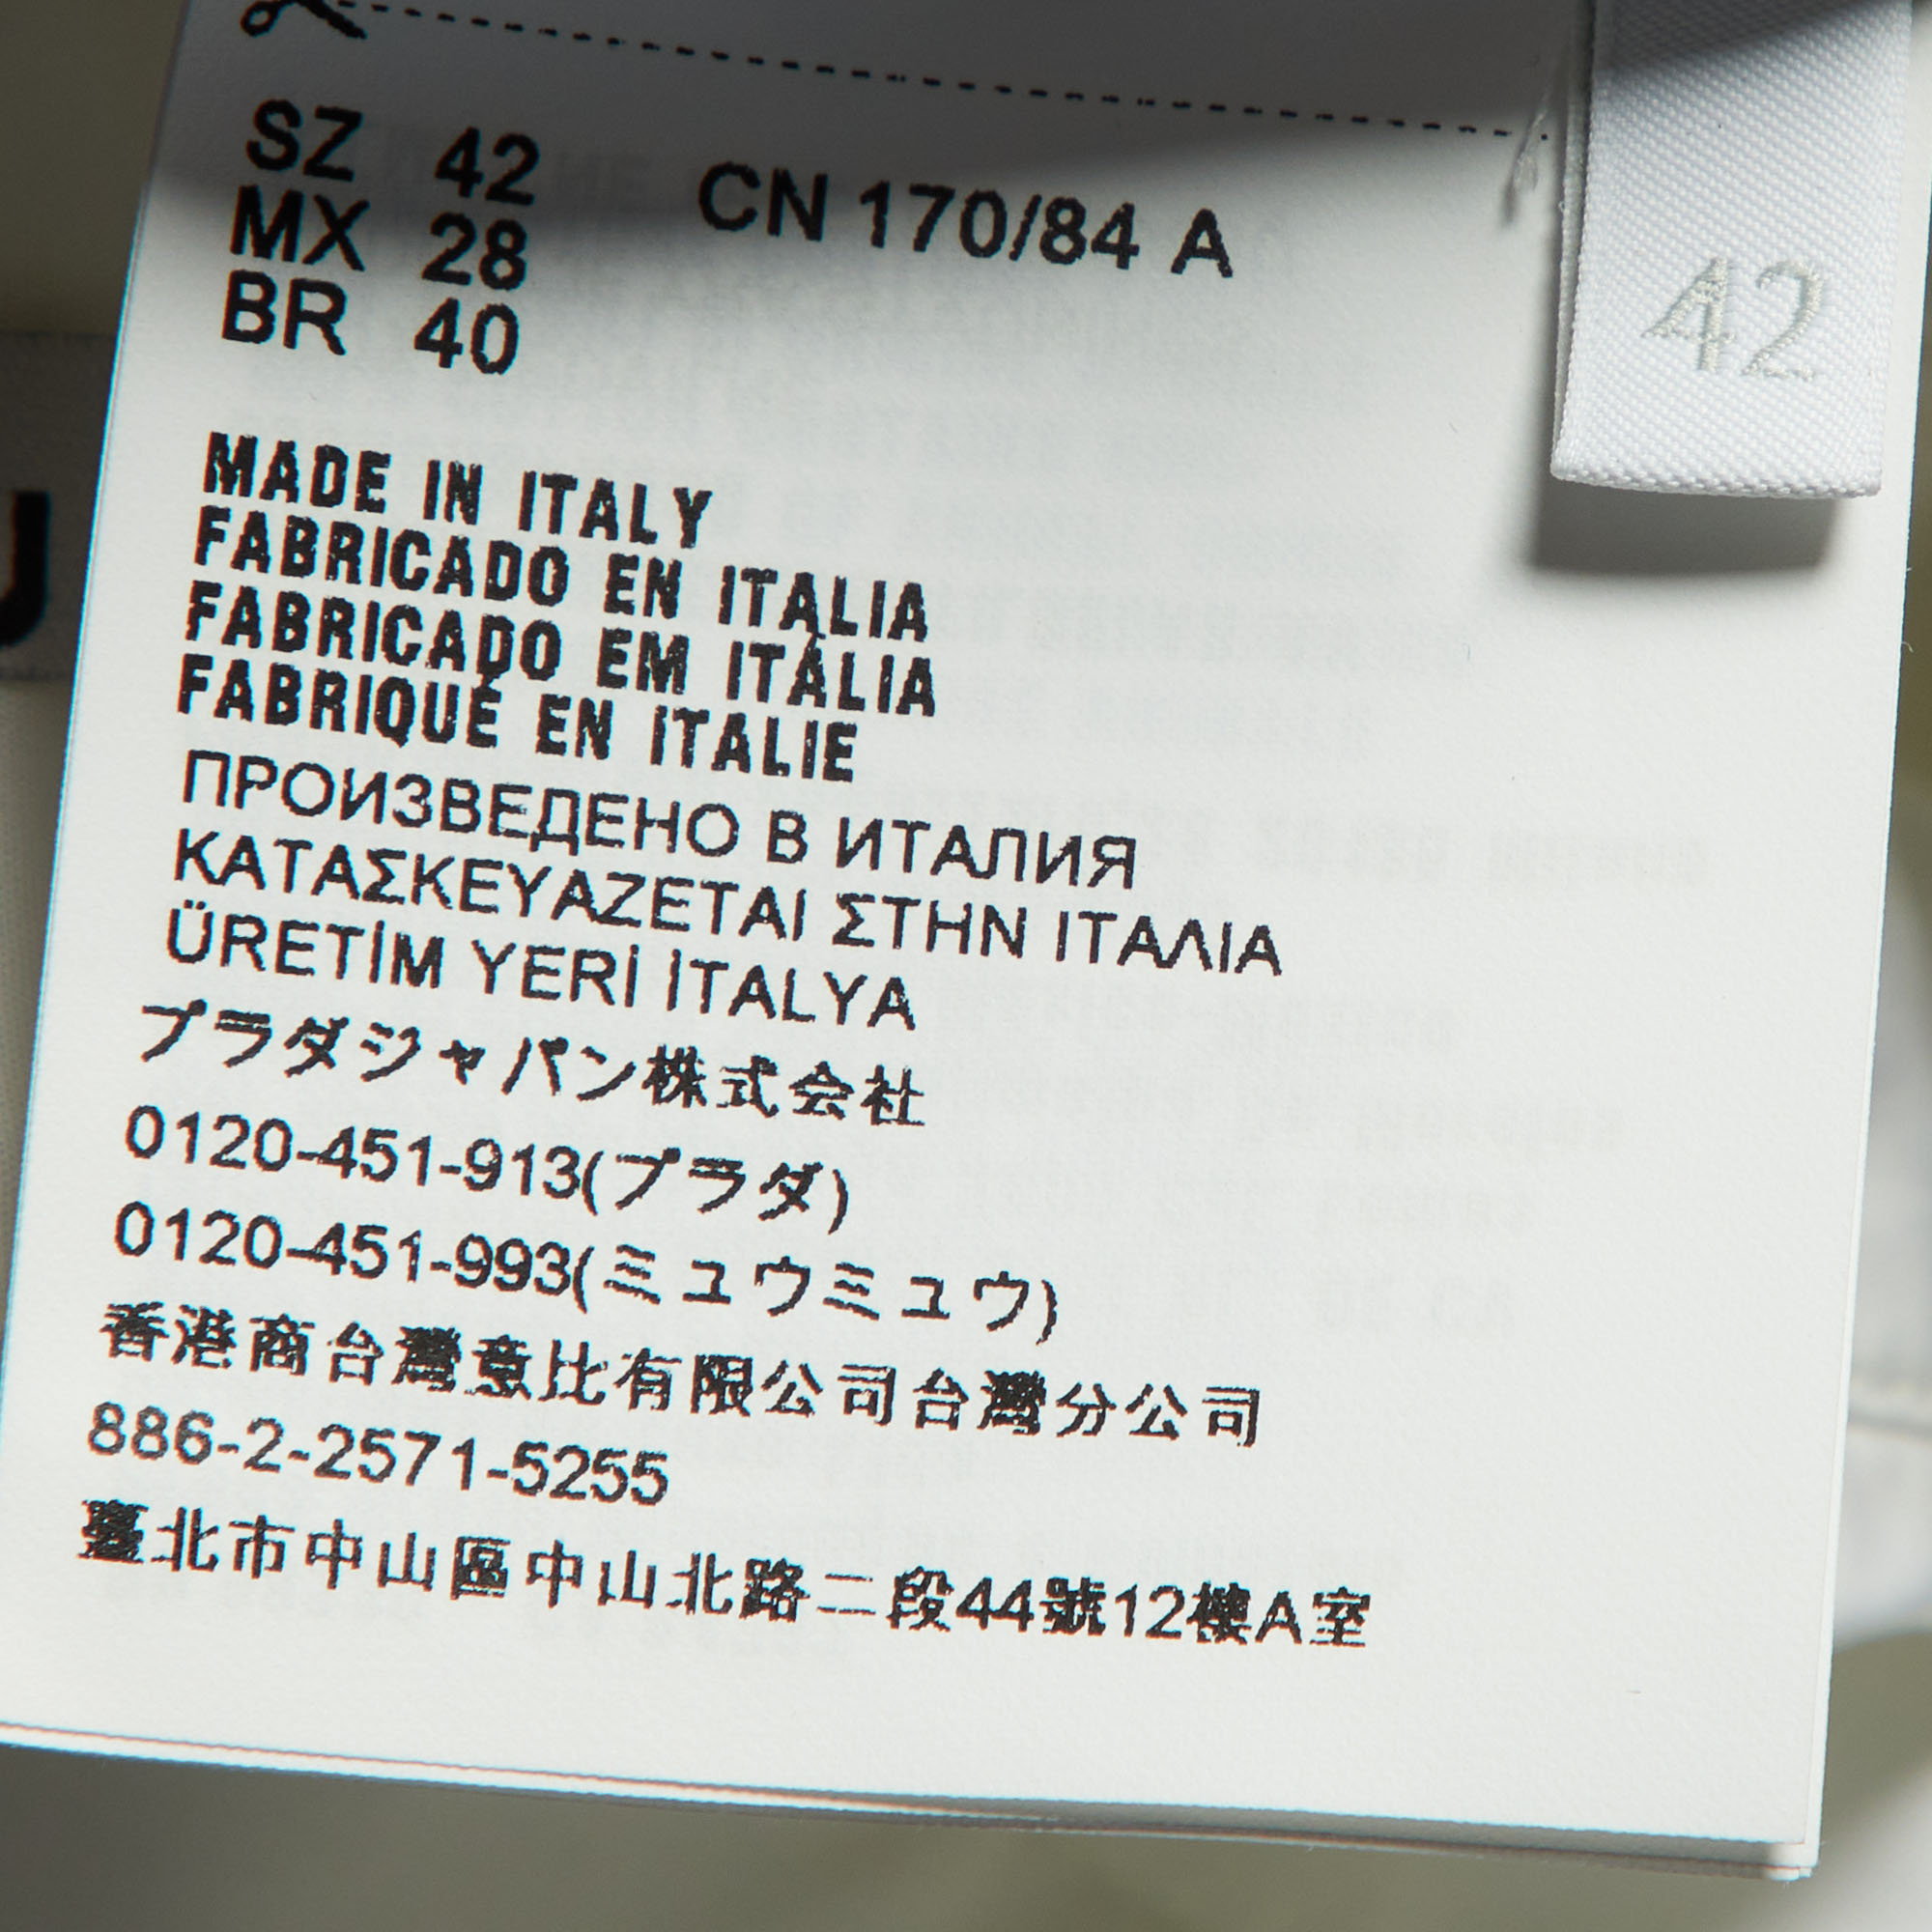 SZ 42 CN 170/84 A
MX 28
BR 40
42
MADE IN ITALY
FABRICADO EN ITALIA
FABRICADO EM ITÁLIA
FABRIQUÉ EN ITALIE
ПРОИЗВЕДЕНО В ИТАЛИЯ
ΚΑΤΑΣΚΕΥΑΖΕΤΑΙ ΣΤΗΝ ΙΤΑΛΙΑ
ÜRETİM YERİ İTALYA
プラダジャパン株式会社
0120-451-913(プラダ)
0120-451-993(ミュウミュウ)
香港商台灣意比有限公司台灣分公司
886-2-2571-5255
臺北市中山區中山北路二段44號12樓A室